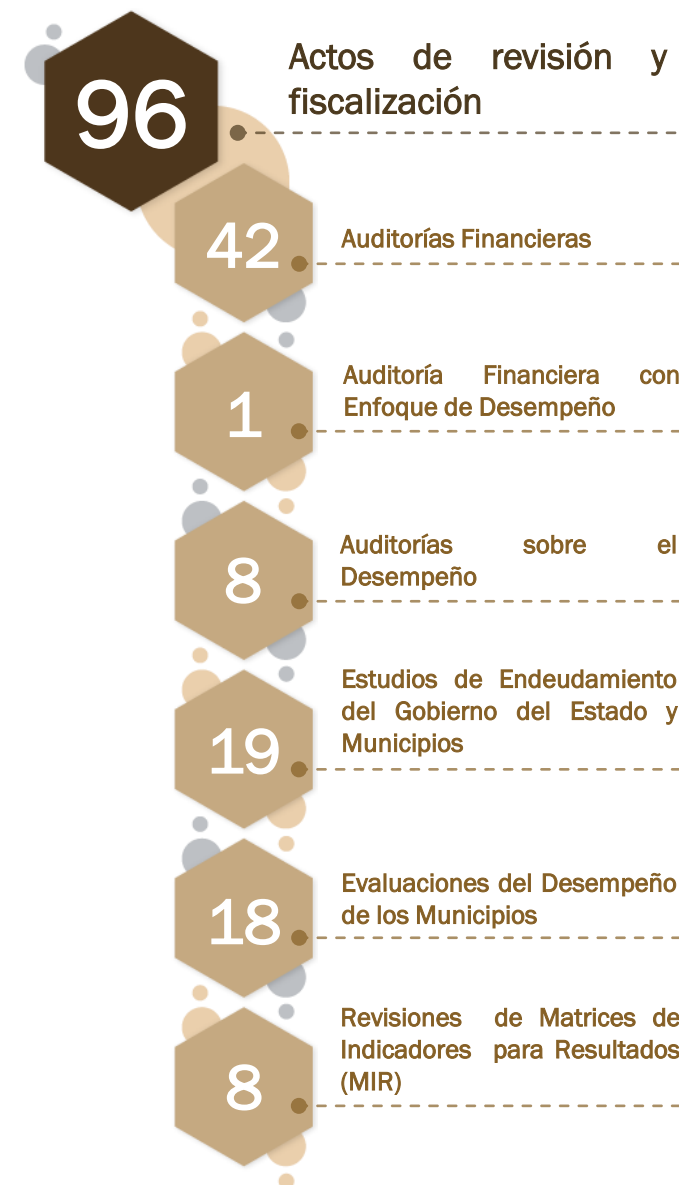 96
Actos de revisión y
fiscalización
42
Auditorías Financieras
1
Auditoría Financiera con
Enfoque de Desempeño
8
Auditorías sobre el
Desempeño
19
Estudios de Endeudamiento
del Gobierno del Estado y
Municipios
18
Evaluaciones del Desempeño
de los Municipios
8
Revisiones de Matrices de
Indicadores para Resultados
(MIR)